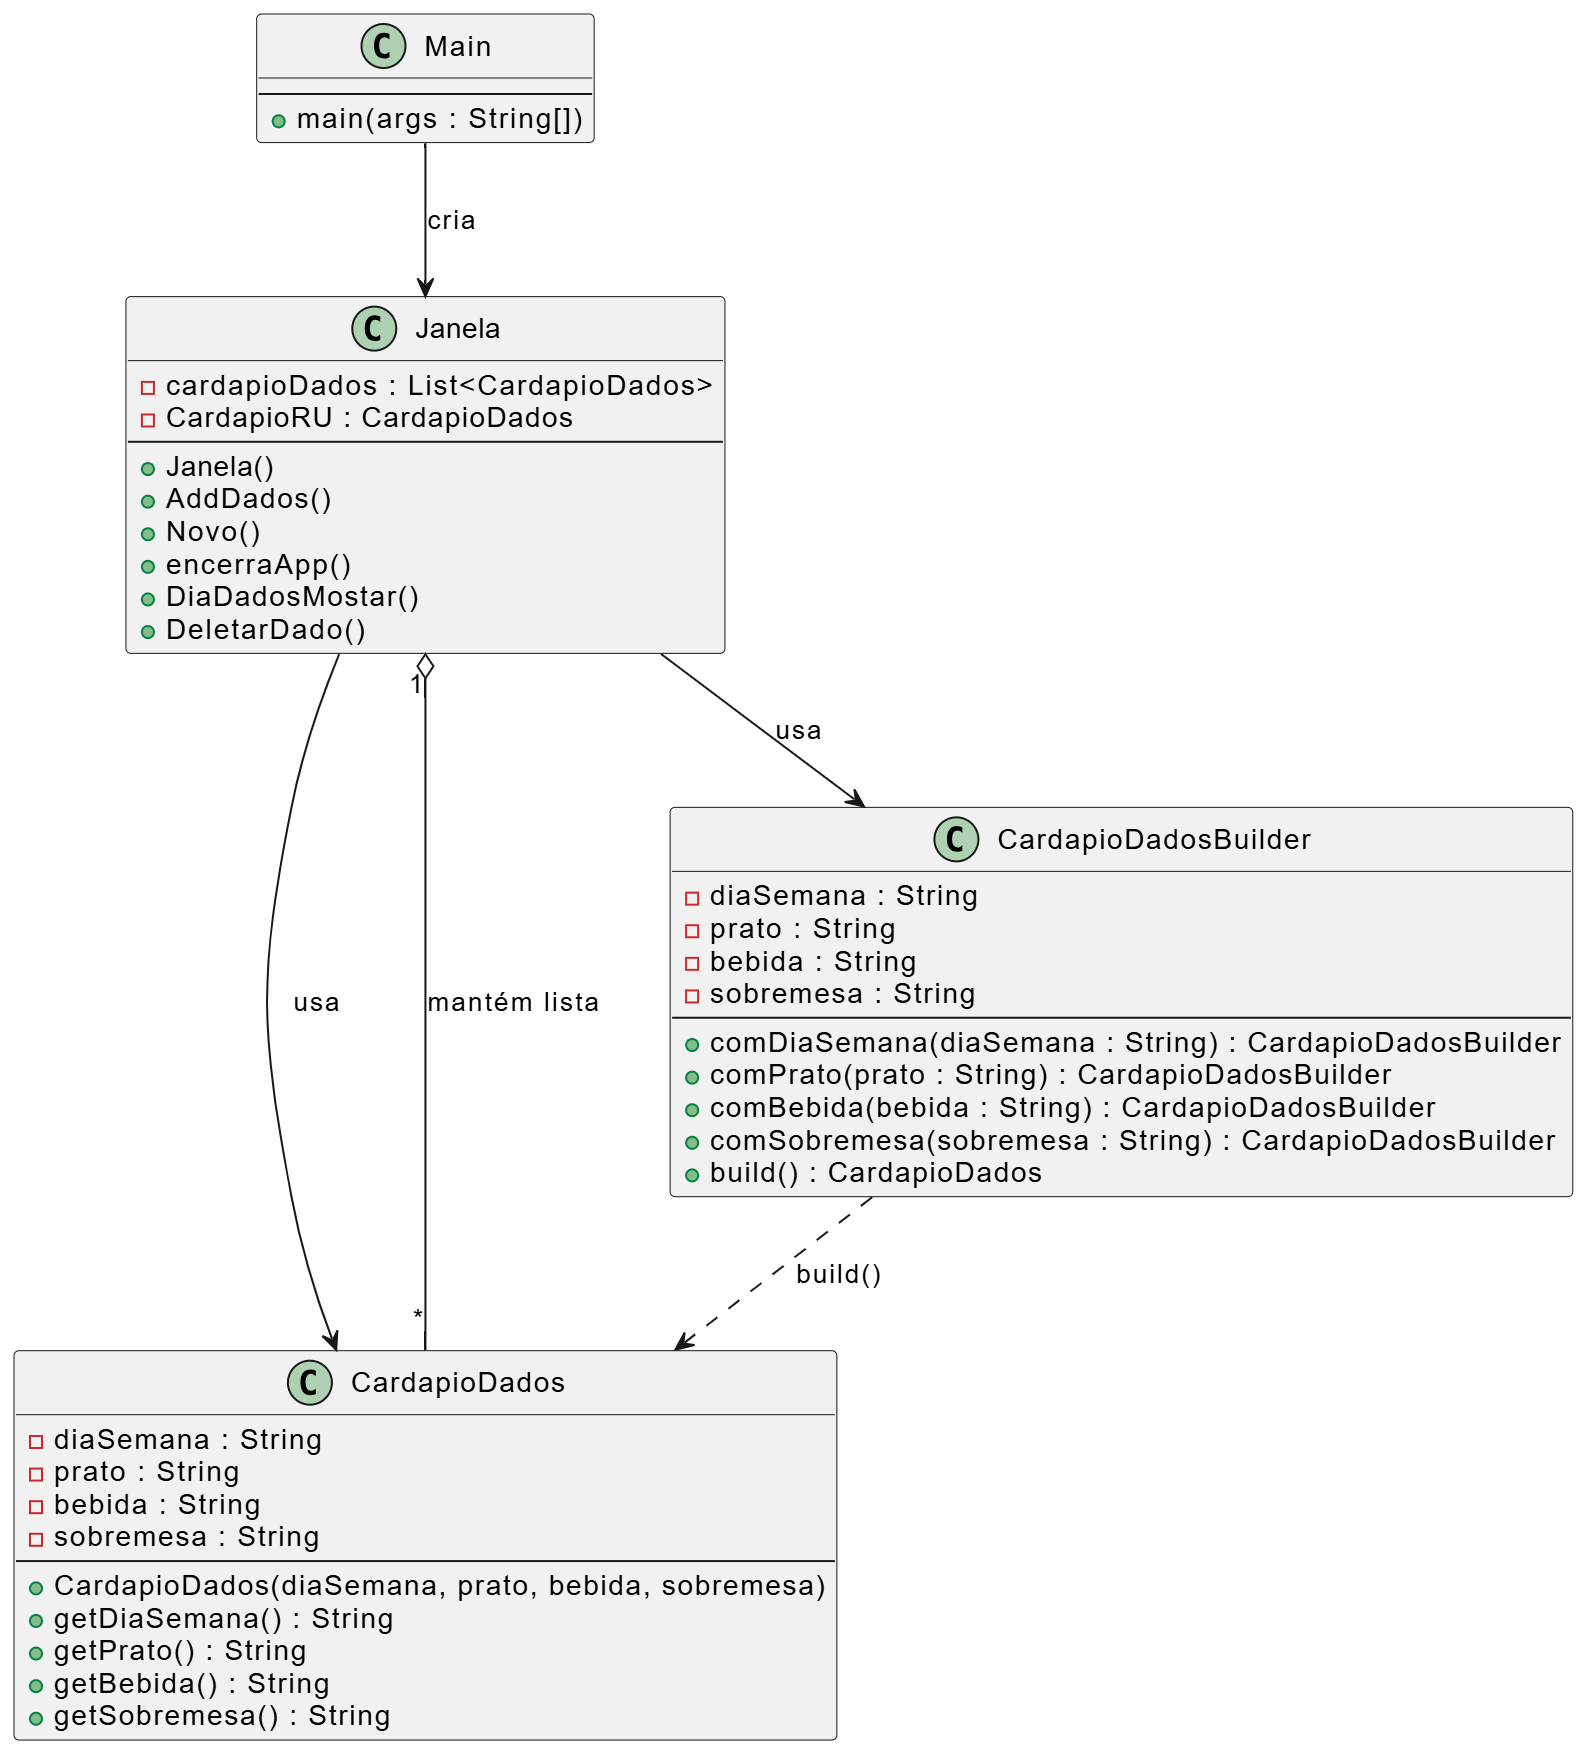 C Main
main(args : String[])
cria
C Janela
cardapioDados : List<CardapioDados>
CardapioRU : CardapioDados
Janela()
AddDados()
Novo()
encerraApp()
DiaDadosMostar()
DeletarDado()
1
usa
C CardapioDadosBuilder
diaSemana : String
prato : String
bebida : String
sobremesa : String
comDiaSemana(diaSemana : String) : CardapioDadosBuilder
comPrato(prato : String) : CardapioDadosBuilder
comBebida(bebida : String) : CardapioDadosBuilder
comSobremesa(sobremesa : String) : CardapioDadosBuilder
build() : CardapioDados
usa
mantém lista
build()
*
C CardapioDados
diaSemana : String
prato : String
bebida : String
sobremesa : String
CardapioDados(diaSemana, prato, bebida, sobremesa)
getDiaSemana() : String
getPrato() : String
getBebida() : String
getSobremesa() : String